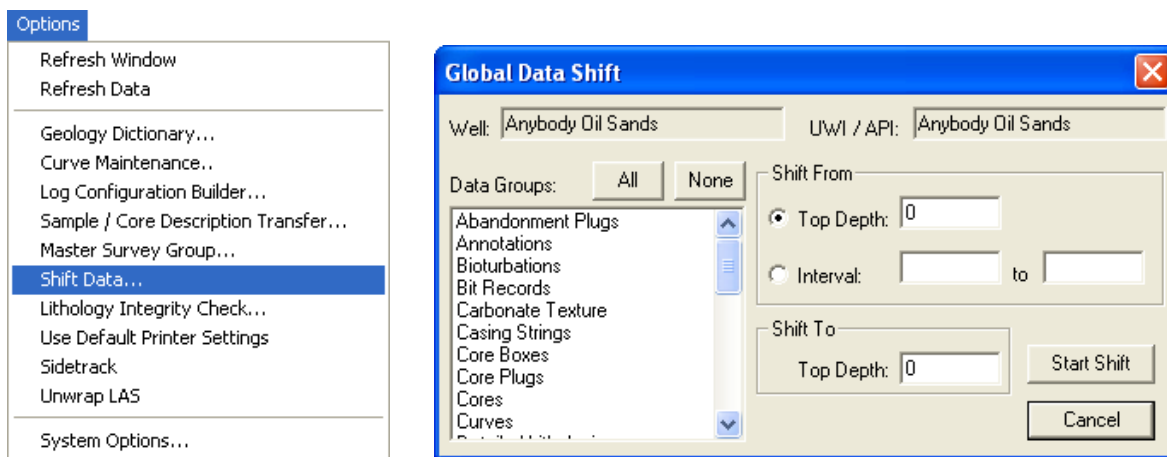 Options
Refresh Window
Refresh Data
Geology Dictionary...
Curve Maintenance..
Log Configuration Builder...
Sample / Core Description Transfer...
Master Survey Group...
Shift Data...
Lithology Integrity Check...
Use Default Printer Settings
Sidetrack
Unwrap LAS
System Options...
Global Data Shift
Well: Anybody Oil Sands UWI / API: Anybody Oil Sands
Data Groups: All None
Abandonment Plugs
Annotations
Bioturbations
Bit Records
Carbonate Texture
Casing Strings
Core Boxes
Core Plugs
Cores
Curves
Shift From
Top Depth: 0
Interval: to
Shift To
Top Depth: 0
Start Shift
Cancel